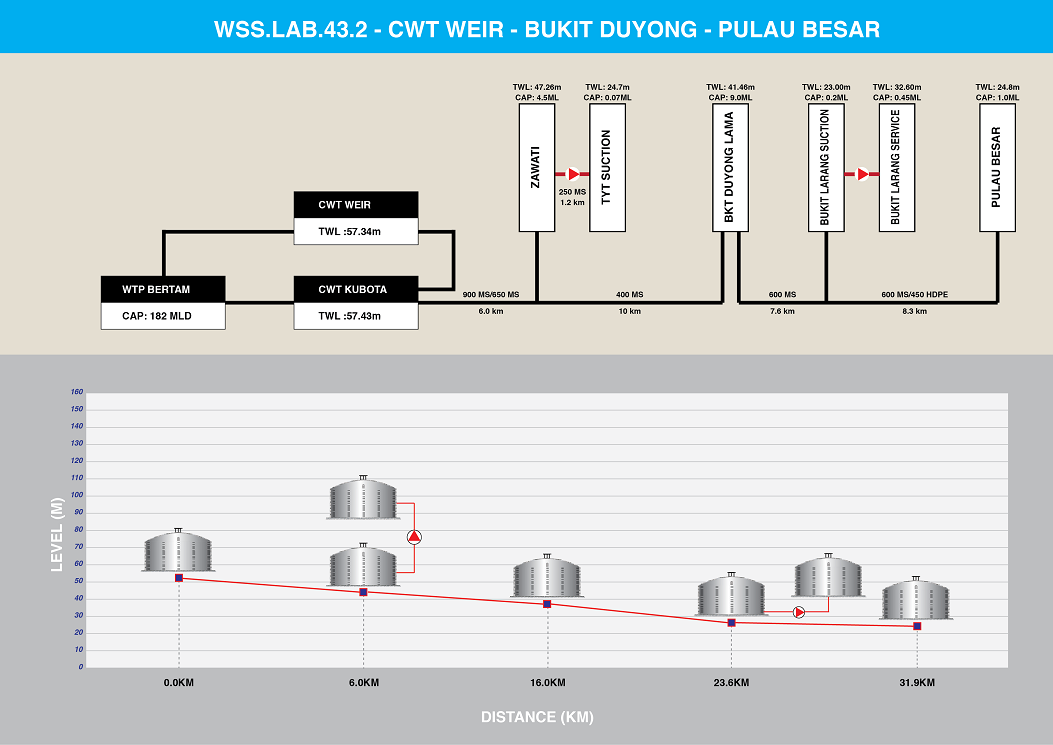 WSS.LAB.43.2 - CWT WEIR - BUKIT DUYONG - PULAU BESAR
TWL: 47.26m
CAP: 4.5ML
TWL: 24.7m
CAP: 0.07ML
TWL: 41.46m
CAP: 9.0ML
TWL: 23.00m
CAP: 0.2ML
TWL: 32.60m
CAP: 0.45ML
TWL: 24.8m
CAP: 1.0ML
ZAWATI
TYT SUCTION
BKT DUYONG LAMA
BUKIT LARANG SUCTION
BUKIT LARANG SERVICE
PULAU BESAR
250 MS
1.2 km
CWT WEIR
TWL :57.34m
WTP BERTAM
CAP: 182 MLD
CWT KUBOTA
TWL :57.43m
900 MS/650 MS
6.0 km
400 MS
10 km
600 MS
7.6 km
600 MS/450 HDPE
8.3 km
LEVEL (M)
160
150
140
130
120
110
100
90
80
70
60
50
40
30
20
10
0
0.0KM
6.0KM
16.0KM
23.6KM
31.9KM
DISTANCE (KM)